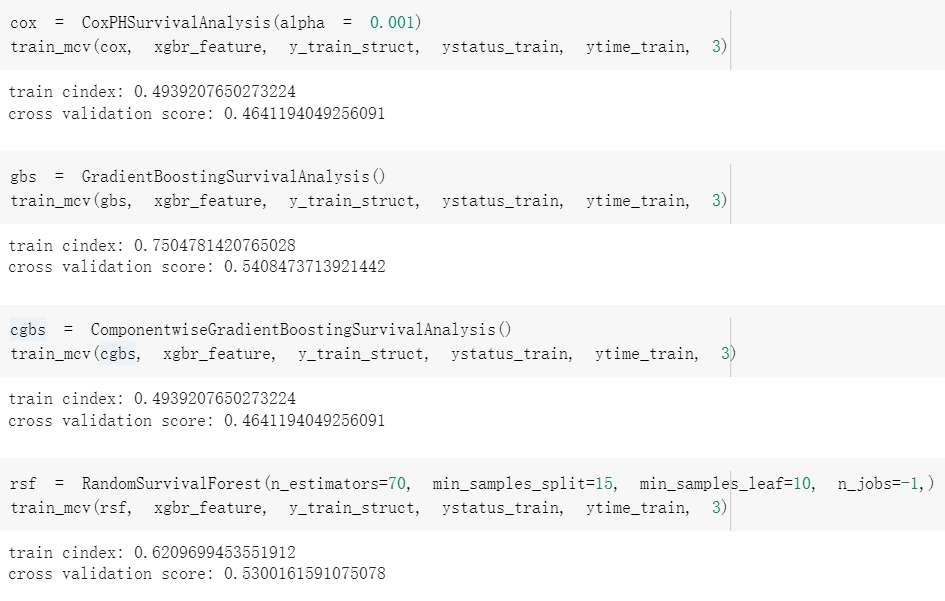 cox = CoxPHSurvivalAnalysis(alpha = 0.001)
train_mcv(cox, xgbr_feature, y_train_struct, ystatus_train, ytime_train, 3)
train cindex: 0.4939207650273224
cross validation score: 0.4641194049256091
gbs = GradientBoostingSurvivalAnalysis()
train_mcv(gbs, xgbr_feature, y_train_struct, ystatus_train, ytime_train, 3)
train cindex: 0.7504781420765028
cross validation score: 0.5408473713921442
cgbs = ComponentwiseGradientBoostingSurvivalAnalysis()
train_mcv(cgbs, xgbr_feature, y_train_struct, ystatus_train, ytime_train, 3)
train cindex: 0.4939207650273224
cross validation score: 0.4641194049256091
rsf = RandomSurvivalForest(n_estimators=70, min_samples_split=15, min_samples_leaf=10, n_jobs=-1,)
train_mcv(rsf, xgbr_feature, y_train_struct, ystatus_train, ytime_train, 3)
train cindex: 0.6209699453551912
cross validation score: 0.5300161591075078